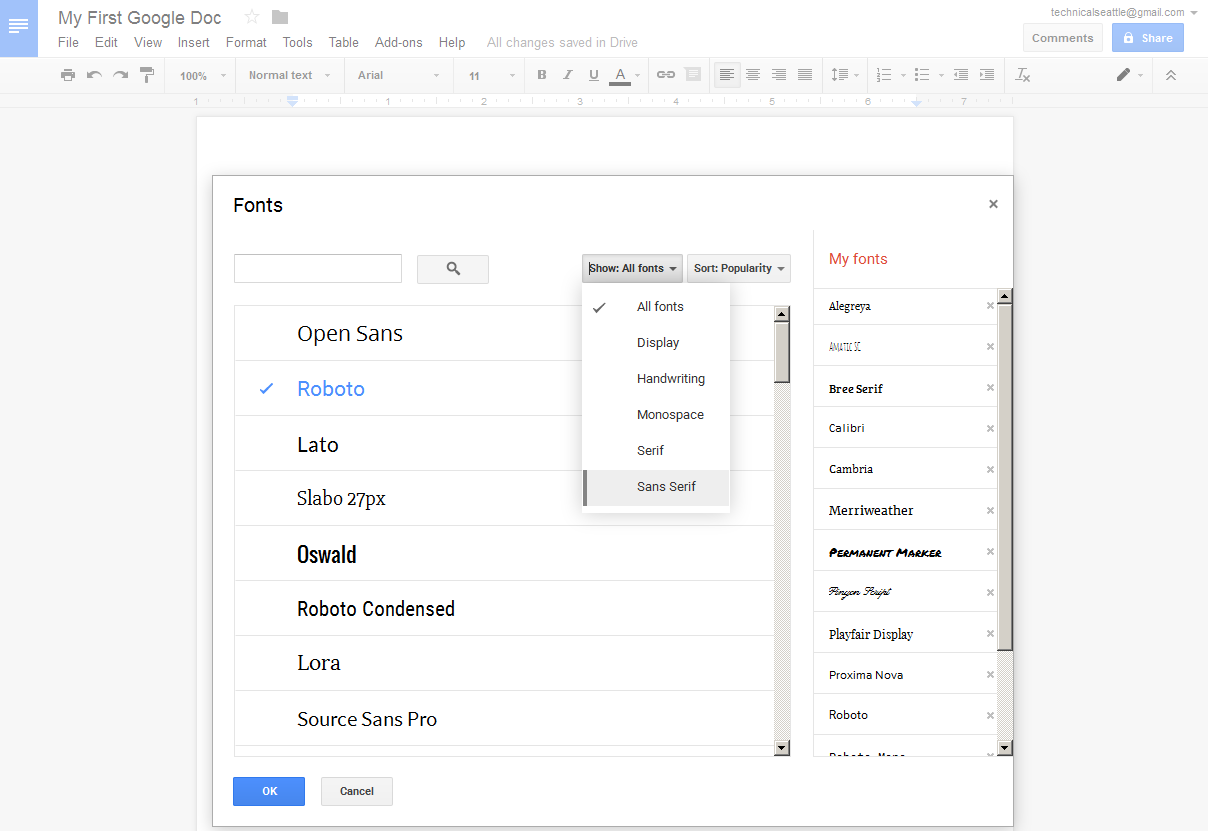 My First Google Doc
technicalseattle@gmail.com
File Edit View Insert Format Tools Table Add-ons Help All changes saved in Drive
Comments Share
100% Normal text Arial 11 B I U A
1 1 2 3 4 5 6 7
Fonts
My fonts
Show: All fonts Sort: Popularity
All fonts
Display
Handwriting
Monospace
Serif
Sans Serif
Open Sans
Roboto
Lato
Slabo 27px
Oswald
Roboto Condensed
Lora
Source Sans Pro
Alegreya
AMATIC SC
Bree Serif
Calibri
Cambria
Merriweather
PERMANENT MARKER
Pinyon Script
Playfair Display
Proxima Nova
Roboto
Roboto Mono
OK Cancel